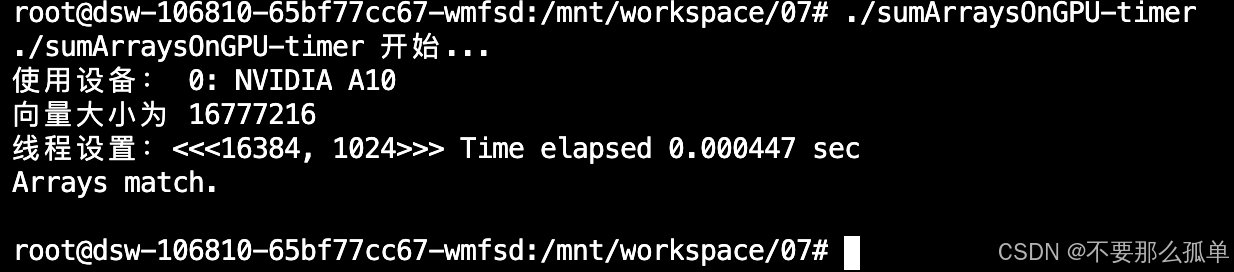 root@dsw-106810-65bf77cc67-wmfsd:/mnt/workspace/07# ./sumArraysOnGPU-timer
./sumArraysOnGPU-timer 开始...
使用设备： 0: NVIDIA A10
向量大小为 16777216
线程设置：<<<16384, 1024>>> Time elapsed 0.000447 sec
Arrays match.
root@dsw-106810-65bf77cc67-wmfsd:/mnt/workspace/07#
CSDN @不要那么孤单